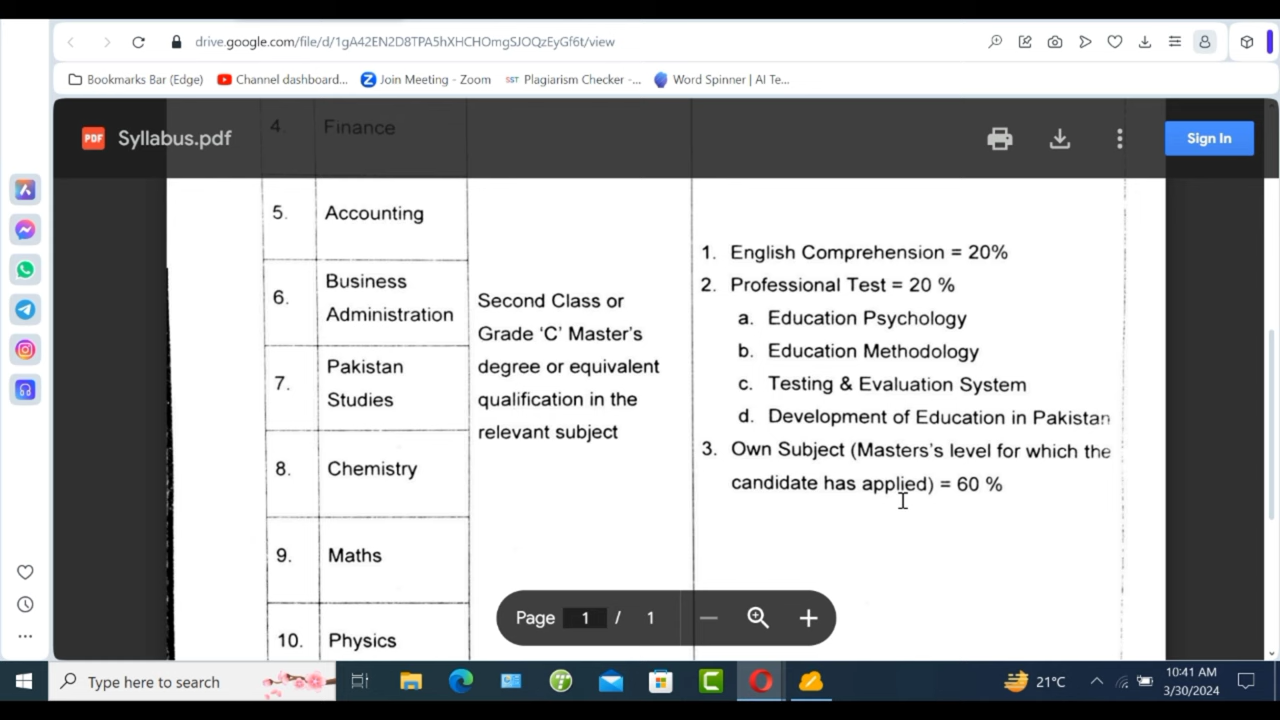 drive.google.com/file/d/1gA42EN2D8TPA5hXHCHOmgSJOQzEyGf6t/view
Bookmarks Bar (Edge)
Channel dashboard...
Join Meeting - Zoom
SST Plagiarism Checker -...
Word Spinner | AI Te...
PDF Syllabus.pdf
Sign In
4. Finance
5. Accounting
6. Business
Administration
7. Pakistan
Studies
8. Chemistry
9. Maths
10. Physics
Second Class or
Grade ‘C’ Master’s
degree or equivalent
qualification in the
relevant subject
1. English Comprehension = 20%
2. Professional Test = 20 %
a. Education Psychology
b. Education Methodology
c. Testing & Evaluation System
d. Development of Education in Pakistan
3. Own Subject (Masters’s level for which the
candidate has applied) = 60 %
Page 1 / 1
Type here to search
21°C
10:41 AM
3/30/2024